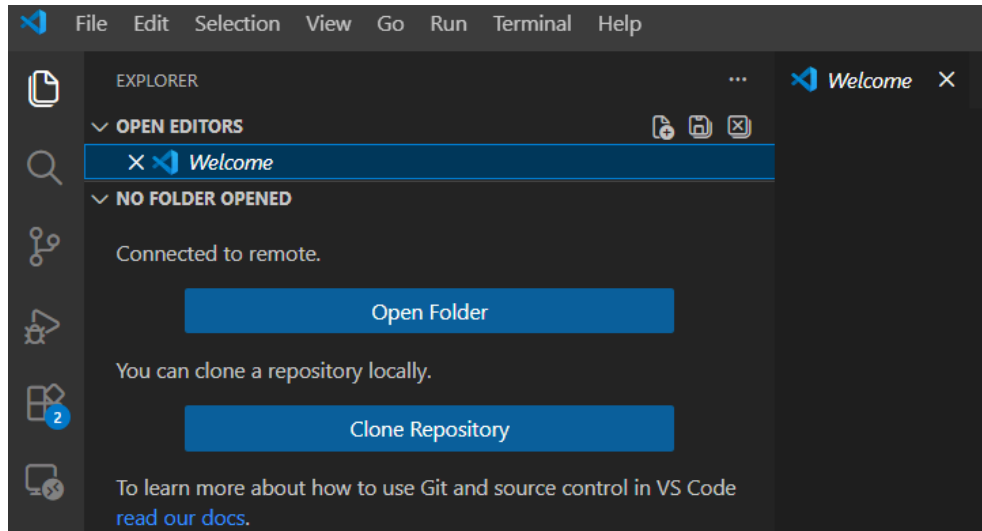 File Edit Selection View Go Run Terminal Help
EXPLORER
Welcome
OPEN EDITORS
Welcome
NO FOLDER OPENED
Connected to remote.
Open Folder
You can clone a repository locally.
2
Clone Repository
To learn more about how to use Git and source control in VS Code
read our docs.